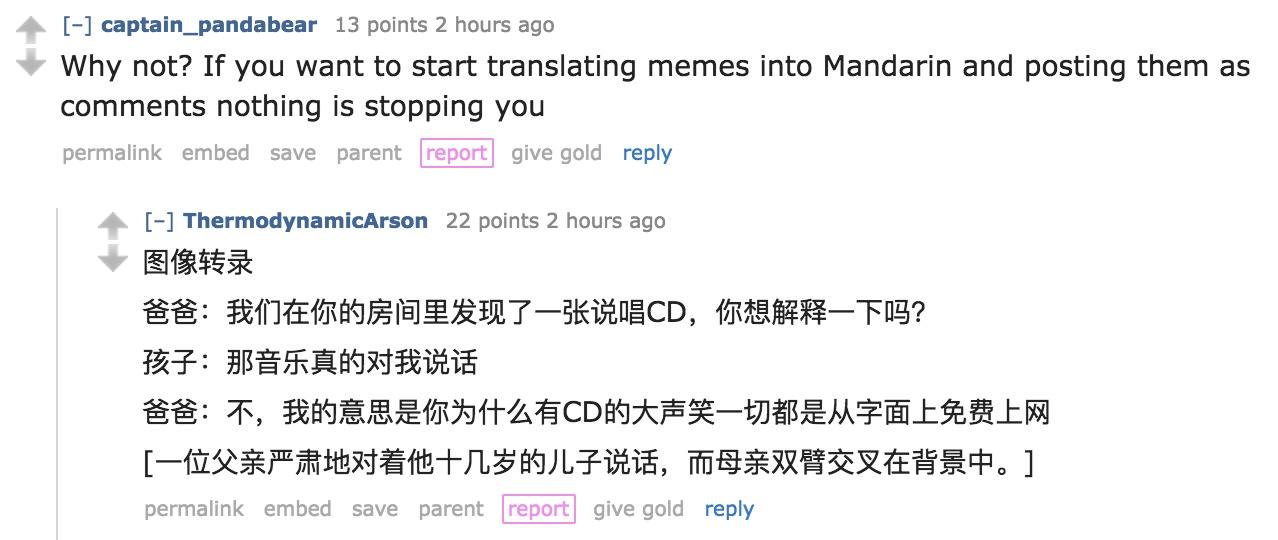 [–] captain_pandabear 13 points 2 hours ago
Why not? If you want to start translating memes into Mandarin and posting them as
comments nothing is stopping you
permalink embed save parent report give gold reply
[–] ThermodynamicArson 22 points 2 hours ago
图像转录
爸爸：我们在你的房间里发现了一张说唱CD，你想解释一下吗？
孩子：那音乐真的对我说话
爸爸：不，我的意思是你为什么有CD的大声笑一切都是从字面上免费上网
[一位父亲严肃地对着他十几岁的儿子说话，而母亲双臂交叉在背景中。]
permalink embed save parent report give gold reply